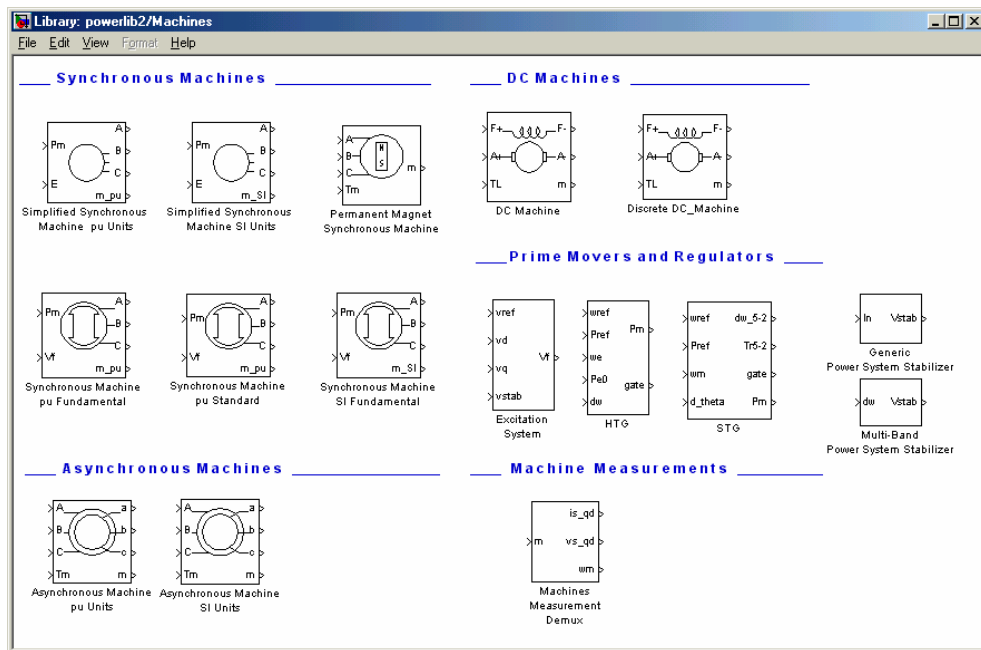 Library: powerlib2/Machines
File Edit View Format Help
Synchronous Machines
Pm
E
A
B
C
m_pu
Simplified Synchronous
Machine pu Units
Pm
E
A
B
C
m_SI
Simplified Synchronous
Machine SI Units
A
B
C
Tm
N
S
m
Permanent Magnet
Synchronous Machine
Pm
Vf
A
B
C
m_pu
Synchronous Machine
pu Fundamental
Pm
Vf
A
B
C
m_pu
Synchronous Machine
pu Standard
Pm
Vf
A
B
C
m_SI
Synchronous Machine
SI Fundamental
Asynchronous Machines
A
B
C
Tm
a
b
c
m
Asynchronous Machine
pu Units
A
B
C
Tm
a
b
c
m
Asynchronous Machine
SI Units
DC Machines
F+ F-
A+ A-
TL m
DC Machine
F+ F-
A+ A-
TL m
Discrete DC_Machine
Prime Movers and Regulators
vref
vd
vq
vstab
Vf
Excitation
System
wref
Pref
we
Pe0
dw
Pm
gate
HTG
wref
Pref
wm
d_theta
dw_5-2
Tr5-2
gate
Pm
STG
In Vstab
Generic
Power System Stabilizer
dw Vstab
Multi-Band
Power System Stabilizer
Machine Measurements
m
is_qd
vs_qd
wm
Machines
Measurement
Demux